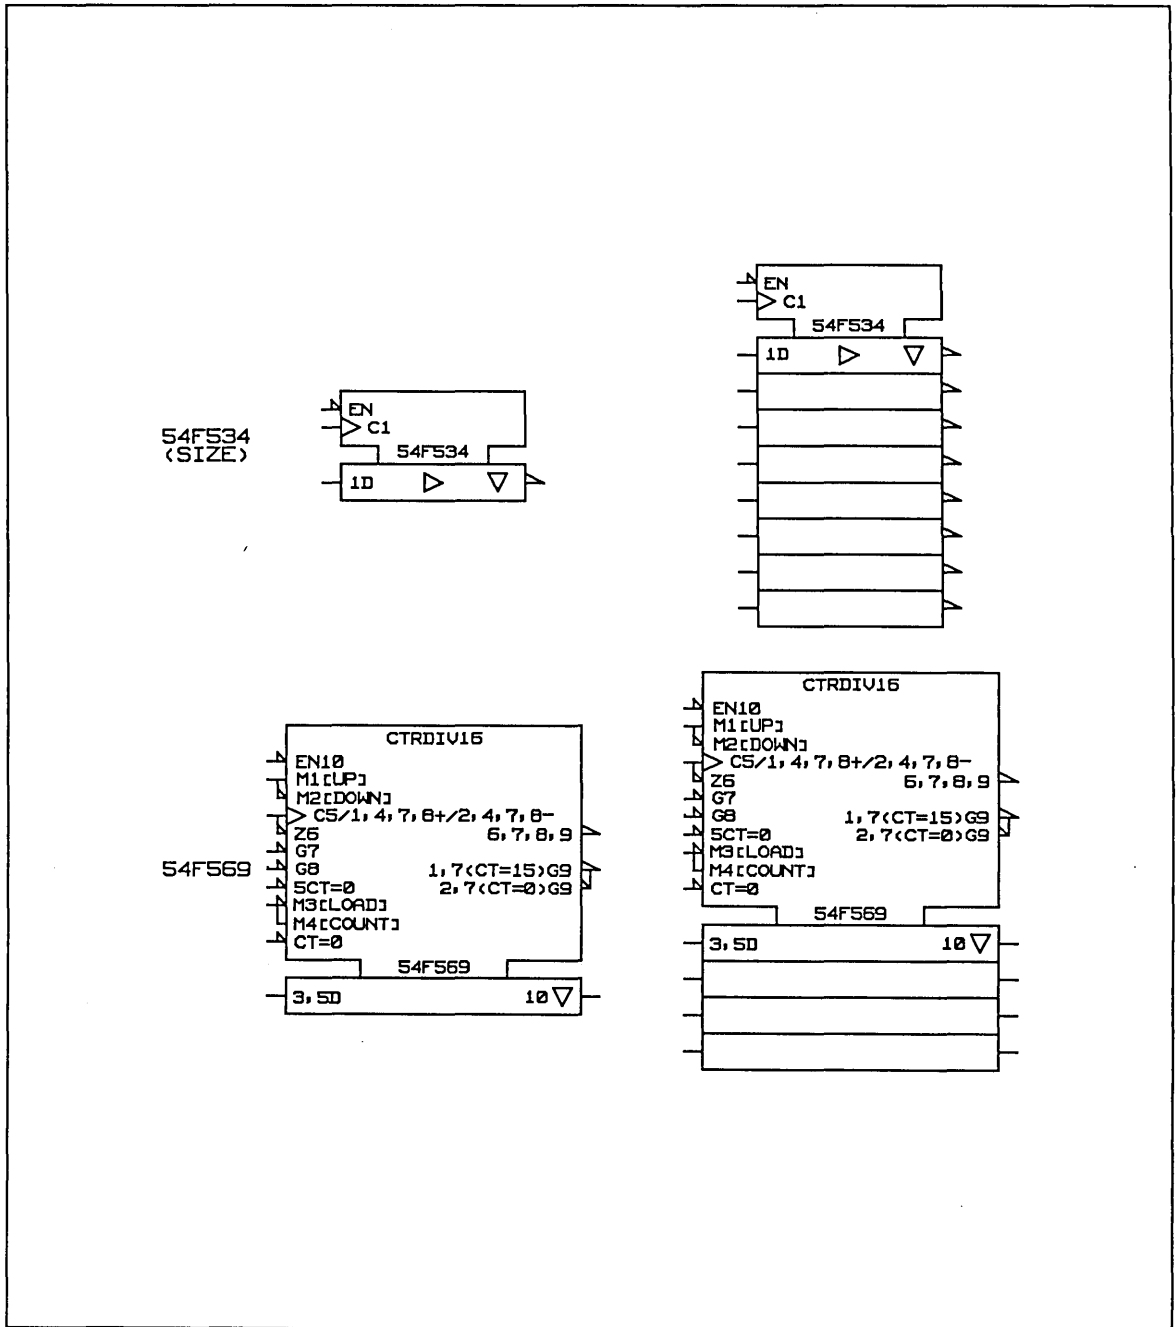 EN
C1
54F534
1D
54F534
(SIZE)
EN
C1
54F534
1D
CTRDIV16
EN10
M1[UP]
M2[DOWN]
C5/1,4,7,8+/2,4,7,8-
Z6 6,7,8,9
G7
G8 1,7(CT=15)G9
5CT=0 2,7(CT=0)G9
M3[LOAD]
M4[COUNT]
CT=0
54F569
3,5D 10
54F569
CTRDIV16
EN10
M1[UP]
M2[DOWN]
C5/1,4,7,8+/2,4,7,8-
Z6 6,7,8,9
G7
G8 1,7(CT=15)G9
5CT=0 2,7(CT=0)G9
M3[LOAD]
M4[COUNT]
CT=0
54F569
3,5D 10